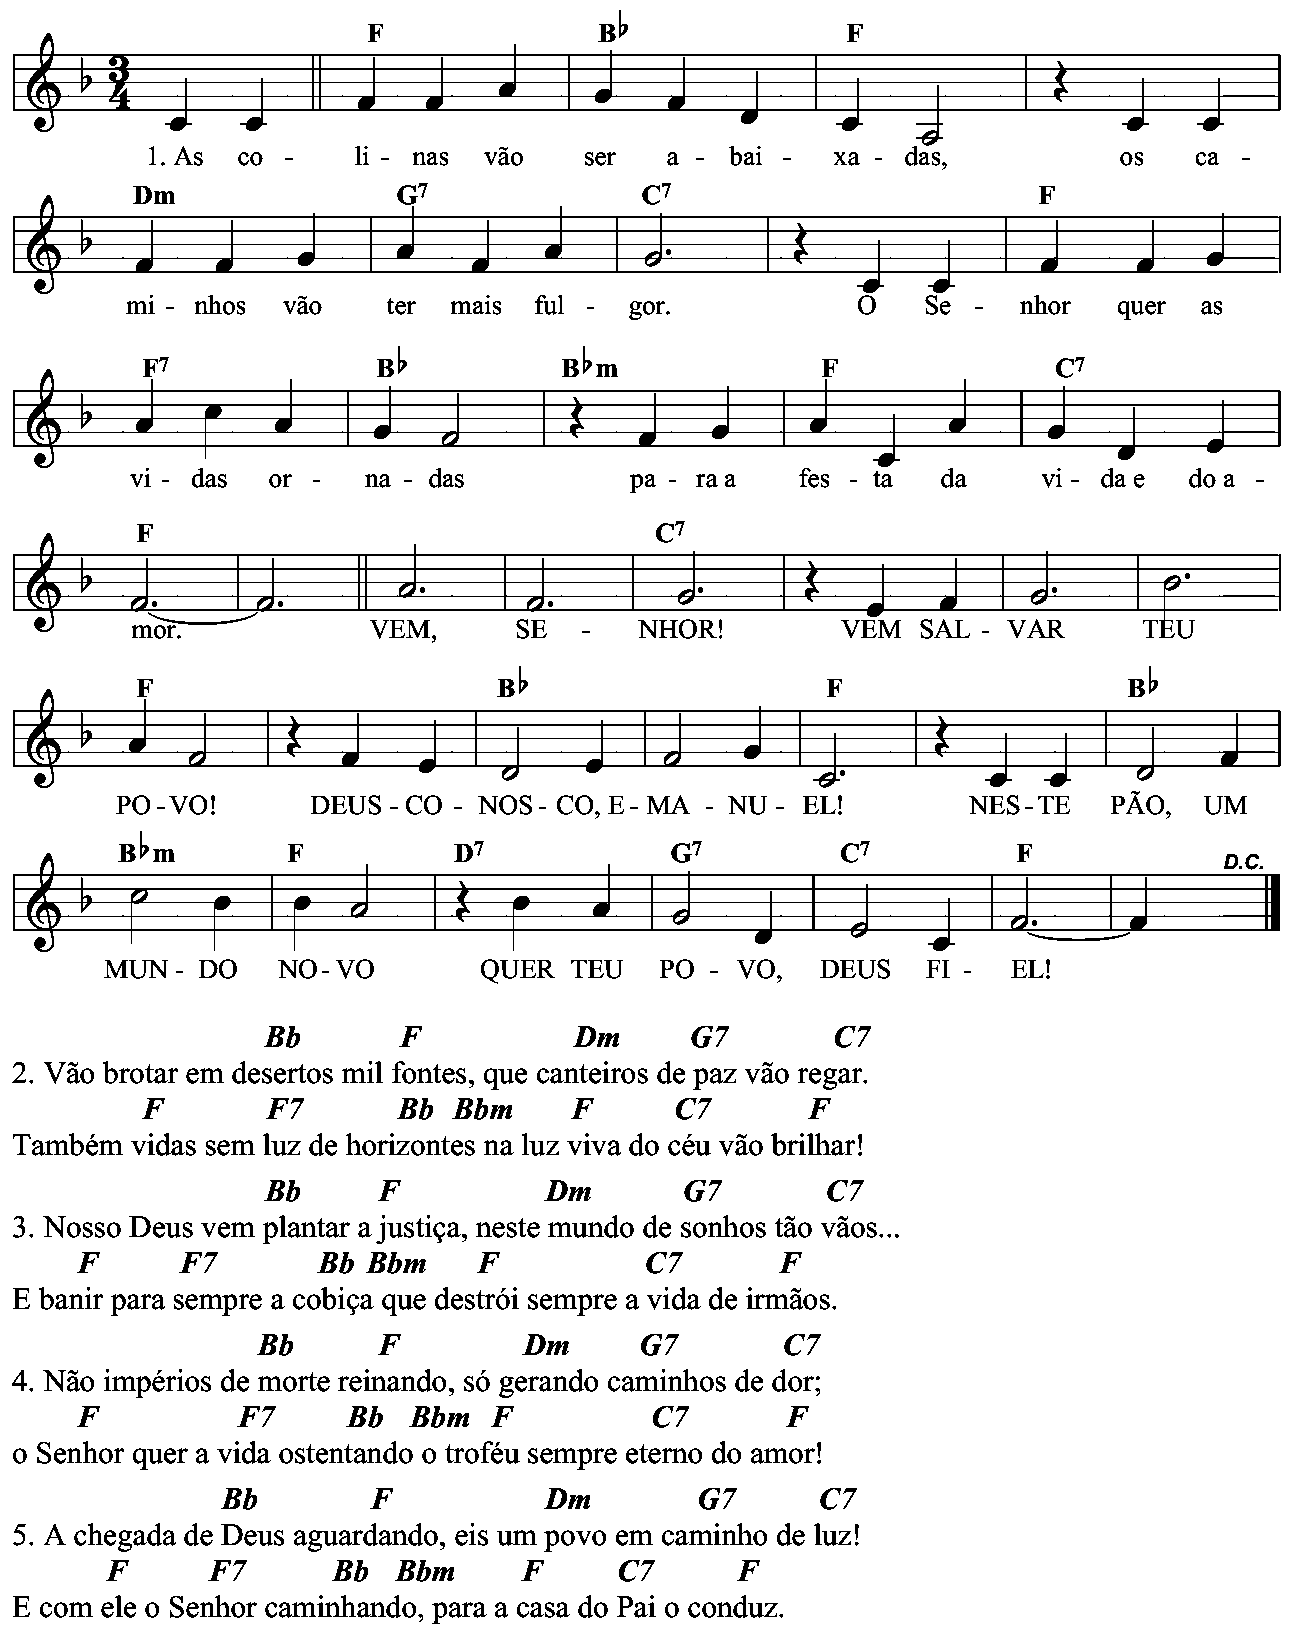 F B♭ F
3/4
1. As co - li - nas vão ser a - bai - xa - das, os ca -
Dm G7 C7 F
mi - nhos vão ter mais ful - gor. O Se - nhor quer as
F7 B♭ B♭m F C7
vi - das or - na - das pa - ra a fes - ta da vi - da e do a -
F C7
mor. VEM, SE - NHOR! VEM SAL - VAR TEU
F B♭ F B♭
PO - VO! DEUS - CO - NOS - CO, E - MA - NU - EL! NES - TE PÃO, UM
B♭m F D7 G7 C7 F D.C.
MUN - DO NO - VO QUER TEU PO - VO, DEUS FI - EL!
Bb F Dm G7 C7
2. Vão brotar em desertos mil fontes, que canteiros de paz vão regar.
F F7 Bb Bbm F C7 F
Também vidas sem luz de horizontes na luz viva do céu vão brilhar!
Bb F Dm G7 C7
3. Nosso Deus vem plantar a justiça, neste mundo de sonhos tão vãos...
F F7 Bb Bbm F C7 F
E banir para sempre a cobiça que destrói sempre a vida de irmãos.
Bb F Dm G7 C7
4. Não impérios de morte reinando, só gerando caminhos de dor;
F F7 Bb Bbm F C7 F
o Senhor quer a vida ostentando o troféu sempre eterno do amor!
Bb F Dm G7 C7
5. A chegada de Deus aguardando, eis um povo em caminho de luz!
F F7 Bb Bbm F C7 F
E com ele o Senhor caminhando, para a casa do Pai o conduz.